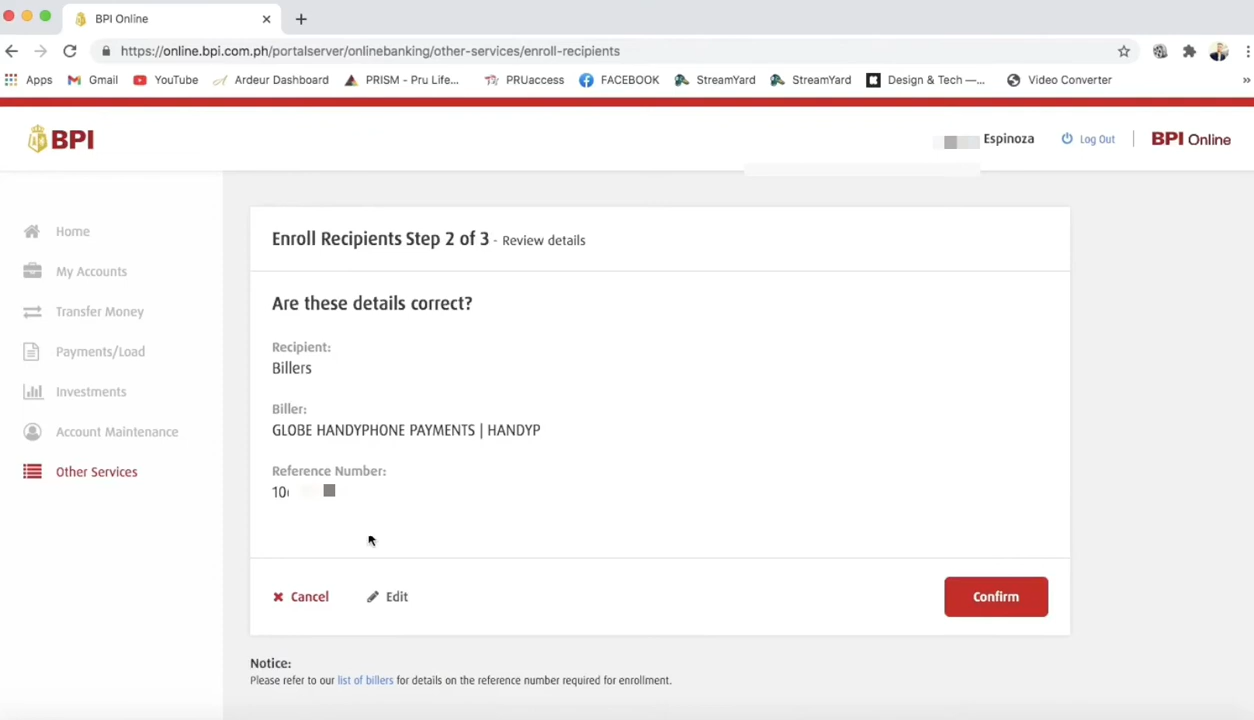 BPI Online
https://online.bpi.com.ph/portalserver/onlinebanking/other-services/enroll-recipients
Apps Gmail YouTube Ardeur Dashboard PRISM - Pru Life... PRUaccess FACEBOOK StreamYard StreamYard Design & Tech —... Video Converter »
BPI
Espinoza Log Out BPI Online
Home
My Accounts
Transfer Money
Payments/Load
Investments
Account Maintenance
Other Services
Enroll Recipients Step 2 of 3 - Review details
Are these details correct?
Recipient:
Billers
Biller:
GLOBE HANDYPHONE PAYMENTS | HANDYP
Reference Number:
10
Cancel Edit Confirm
Notice:
Please refer to our list of billers for details on the reference number required for enrollment.